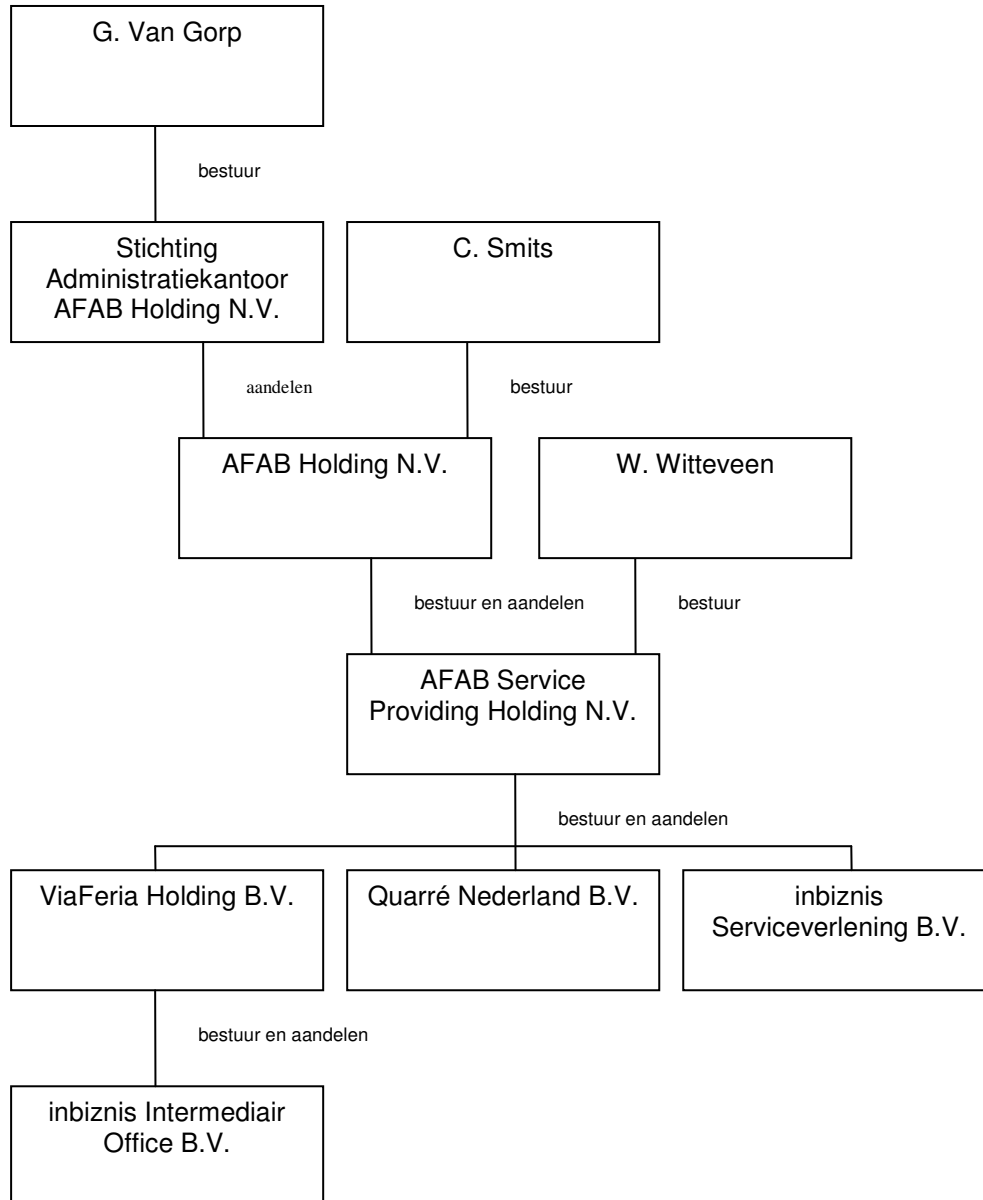 G. Van Gorp
bestuur
Stichting
Administratiekantoor
AFAB Holding N.V.
C. Smits
aandelen
bestuur
AFAB Holding N.V.
W. Witteveen
bestuur en aandelen
bestuur
AFAB Service
Providing Holding N.V.
bestuur en aandelen
ViaFeria Holding B.V.
Quarré Nederland B.V.
inbiznis
Serviceverlening B.V.
bestuur en aandelen
inbiznis Intermediair
Office B.V.